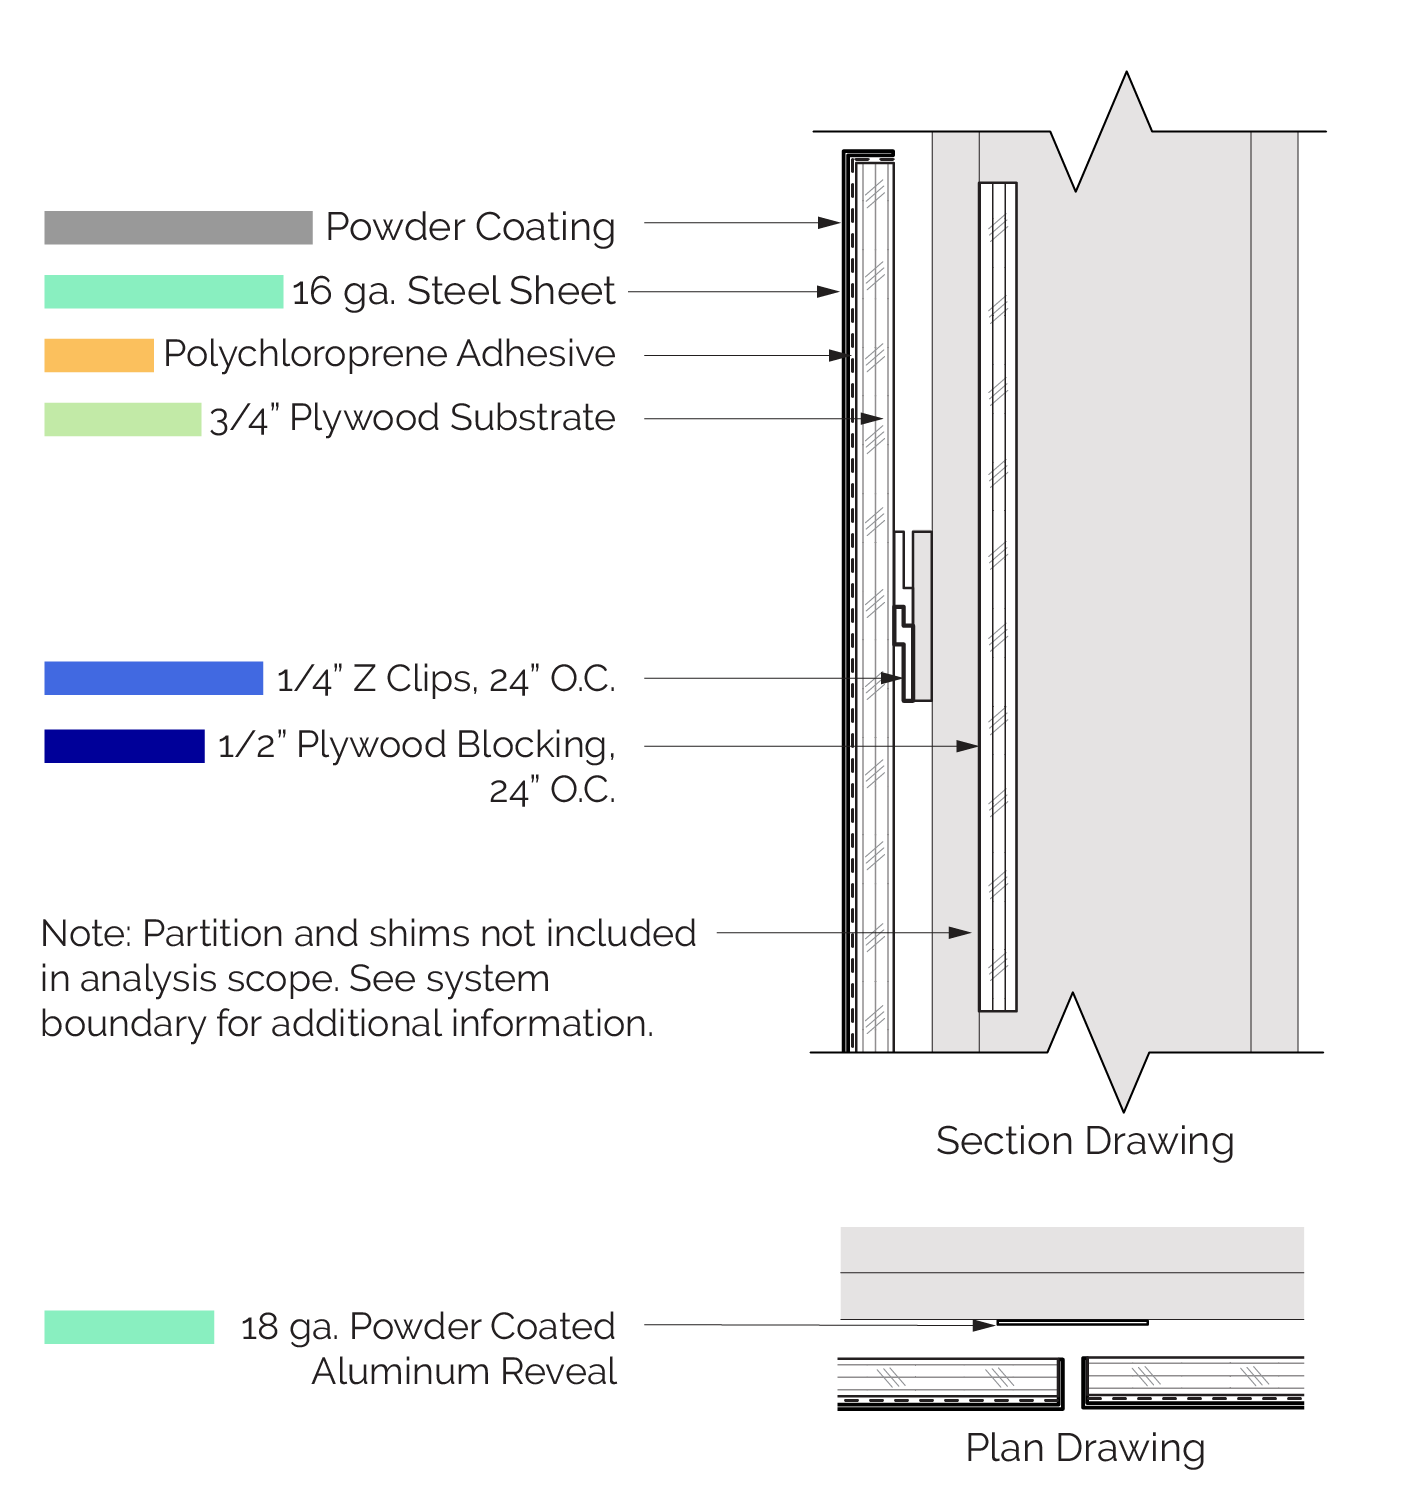 Powder Coating
16 ga. Steel Sheet
Polychloroprene Adhesive
3/4” Plywood Substrate
1/4” Z Clips, 24” O.C.
1/2” Plywood Blocking,
24” O.C.
Note: Partition and shims not included
in analysis scope. See system
boundary for additional information.
Section Drawing
18 ga. Powder Coated
Aluminum Reveal
Plan Drawing